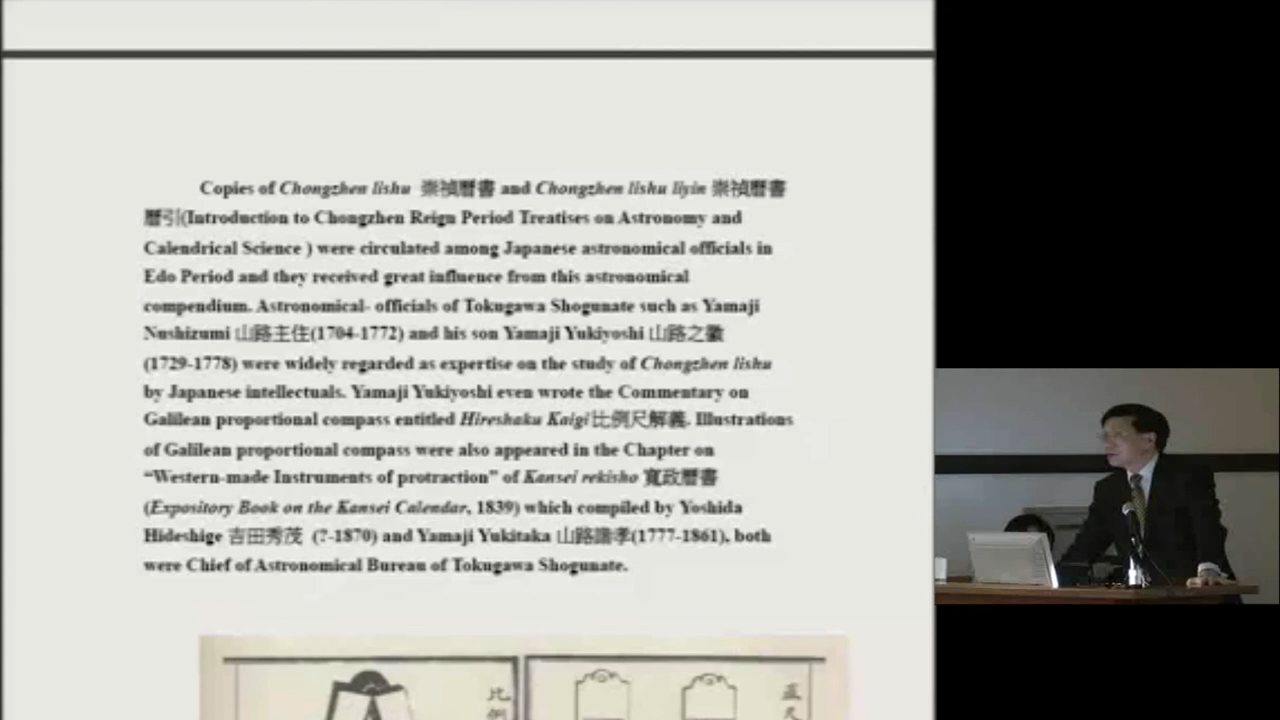 Copies of Chongzhen lishu 崇禎曆書 and Chongzhen lishu liyin 崇禎曆書
曆引(Introduction to Chongzhen Reign Period Treatises on Astronomy and
Calendrical Science ) were circulated among Japanese astronomical officials in
Edo Period and they received great influence from this astronomical
compendium. Astronomical- officials of Tokugawa Shogunate such as Yamaji
Nushizumi 山路主住(1704-1772) and his son Yamaji Yukiyoshi 山路之徽
(1729-1778) were widely regarded as expertise on the study of Chongzhen lishu
by Japanese intellectuals. Yamaji Yukiyoshi even wrote the Commentary on
Galilean proportional compass entitled Hireshaku Kaigi比例尺解義. Illustrations
of Galilean proportional compass were also appeared in the Chapter on
“Western-made Instruments of protraction” of Kansei rekisho 寬政曆書
(Expository Book on the Kansei Calendar, 1839) which compiled by Yoshida
Hideshige 吉田秀茂 (?-1870) and Yamaji Yukitaka 山路諧孝(1777-1861), both
were Chief of Astronomical Bureau of Tokugawa Shogunate.
比例